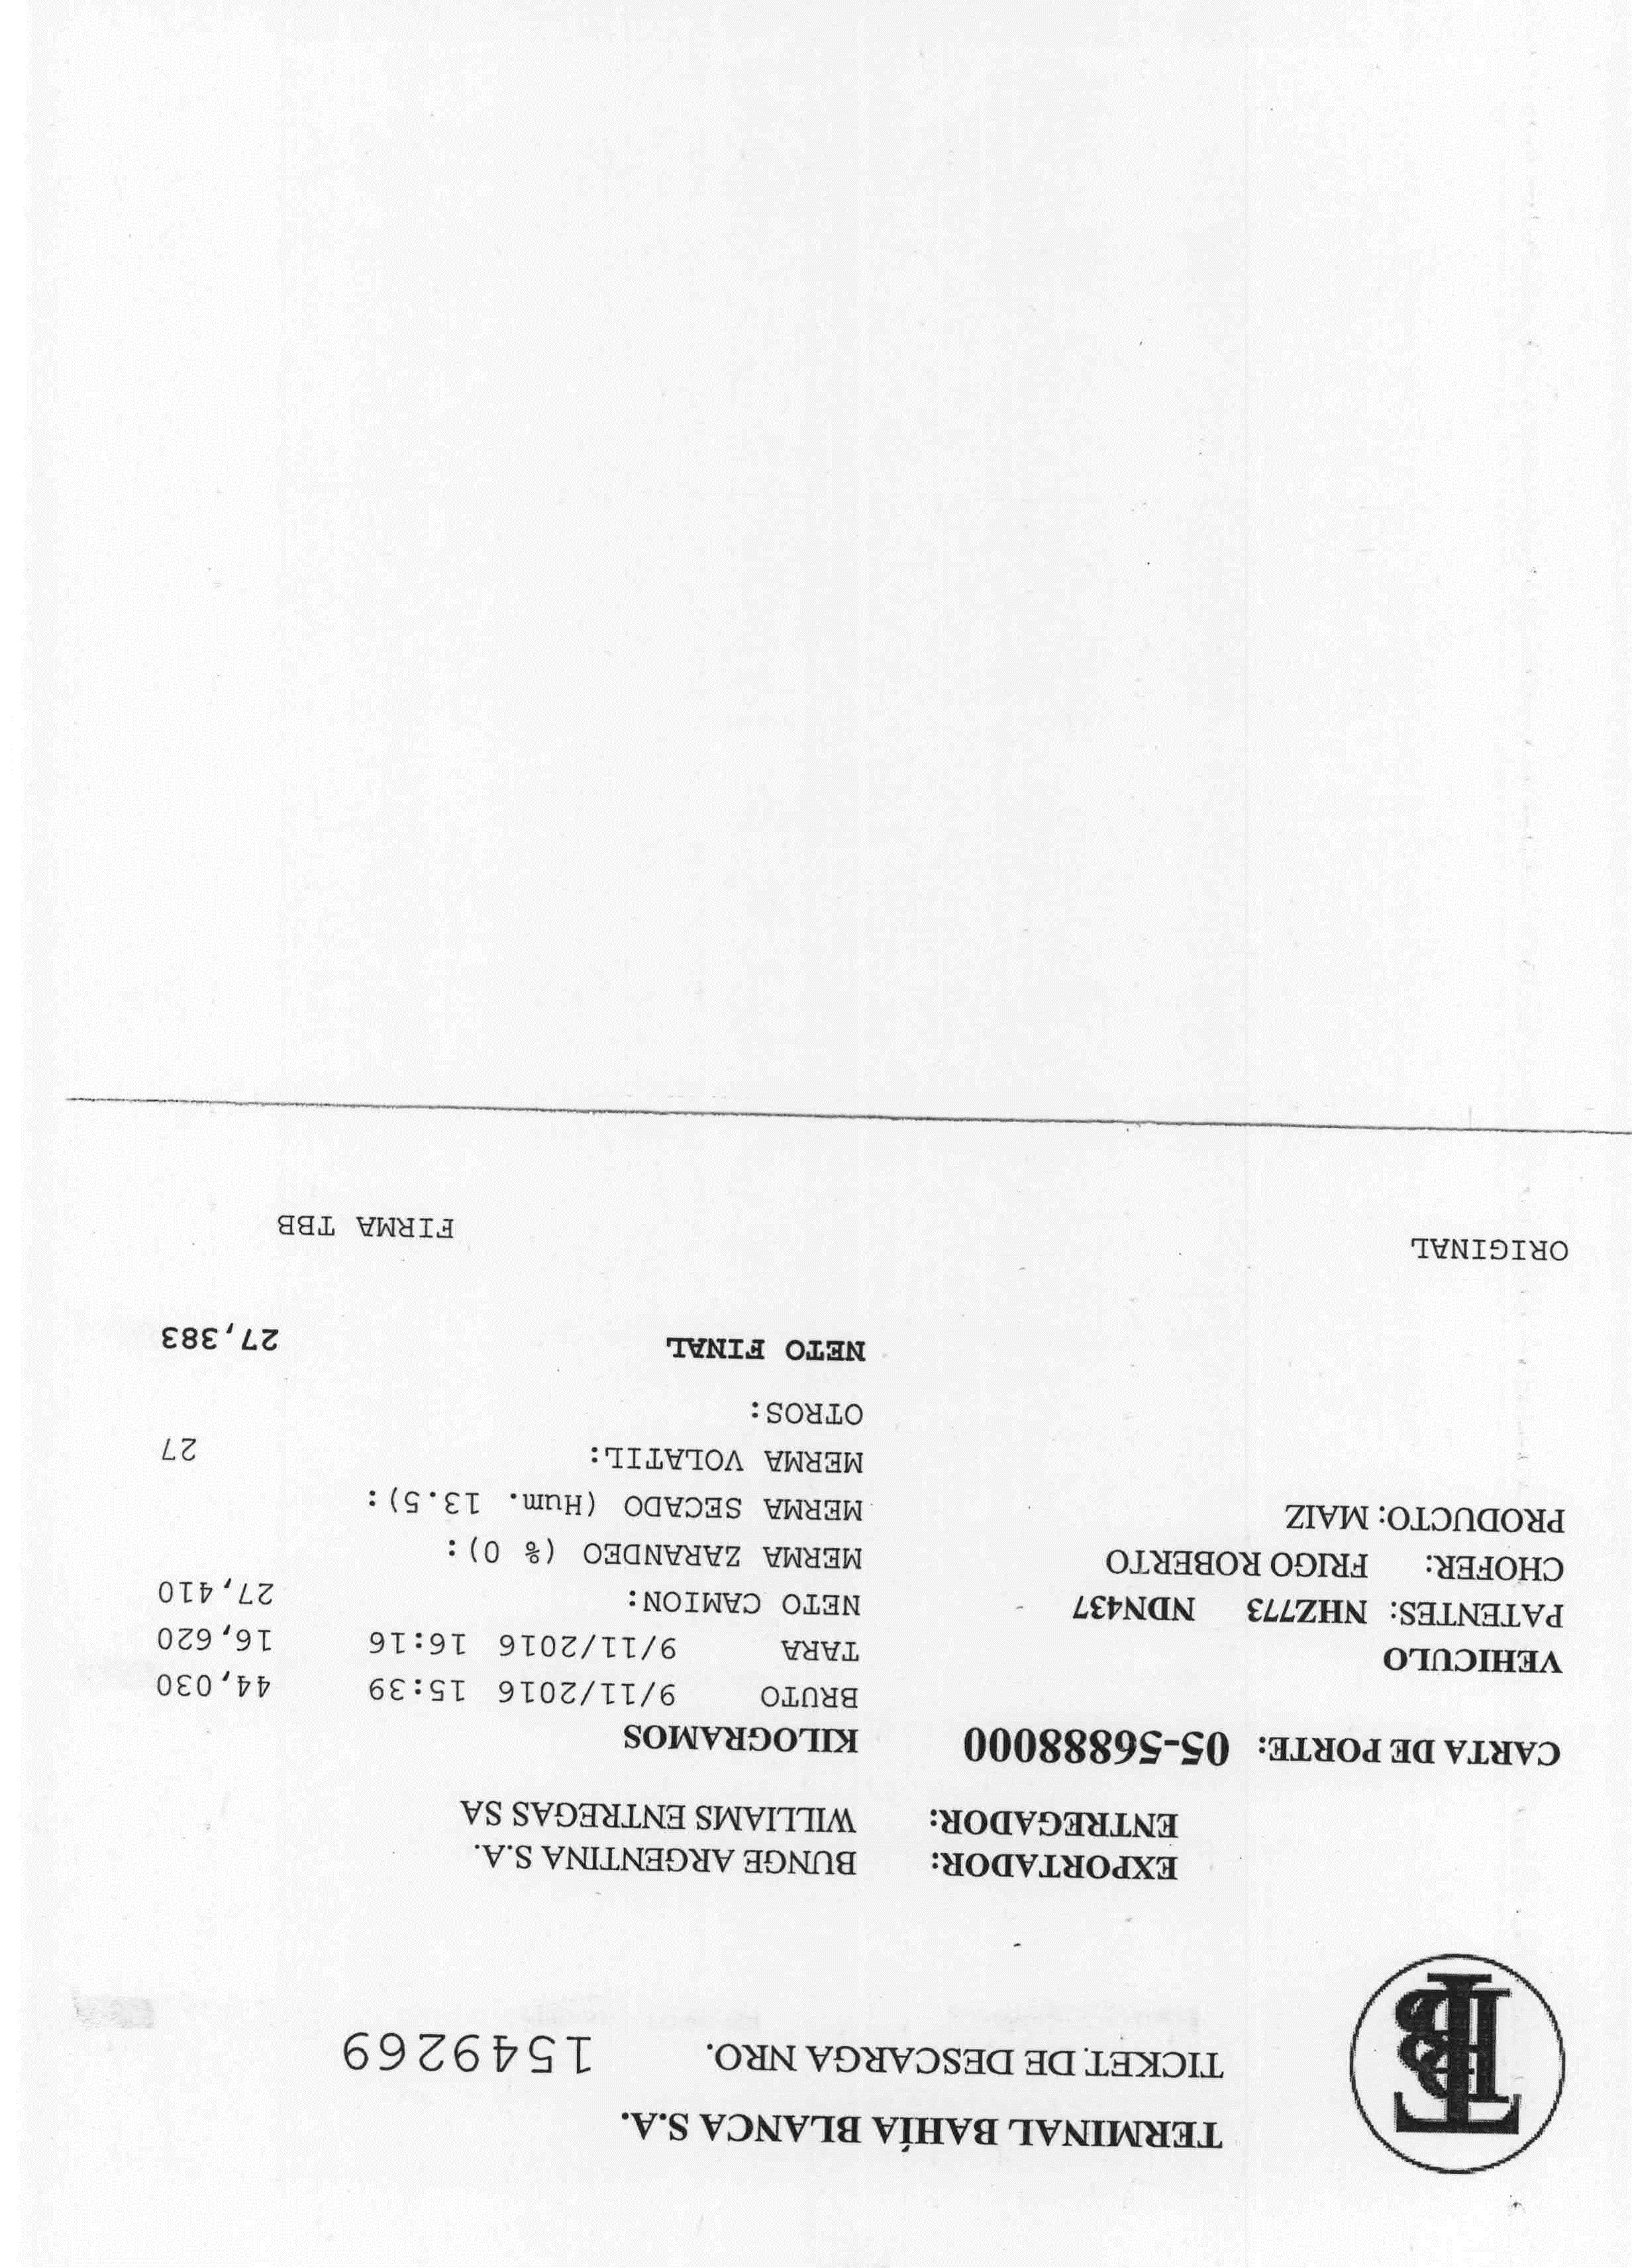 TERMINAL BAHÍA BLANCA S.A.
TICKET. DE DESCARGA NRO. 1549269
EXPORTADOR: BUNGE ARGENTINA S.A.
ENTREGADOR: WILLIAMS ENTREGAS SA
CARTA DE PORTE: 05-56888000
VEHICULO
PATENTES: NHZ773 NDN437
CHOFER: FRIGO ROBERTO
PRODUCTO: MAIZ
KILOGRAMOS
BRUTO 9/11/2016 15:39 44,030
TARA 9/11/2016 16:16 16,620
NETO CAMION: 27,410
MERMA ZARANDEO (% 0):
MERMA SECADO (Hum. 13.5):
MERMA VOLATIL: 27
OTROS:
NETO FINAL 27,383
ORIGINAL
FIRMA TBB